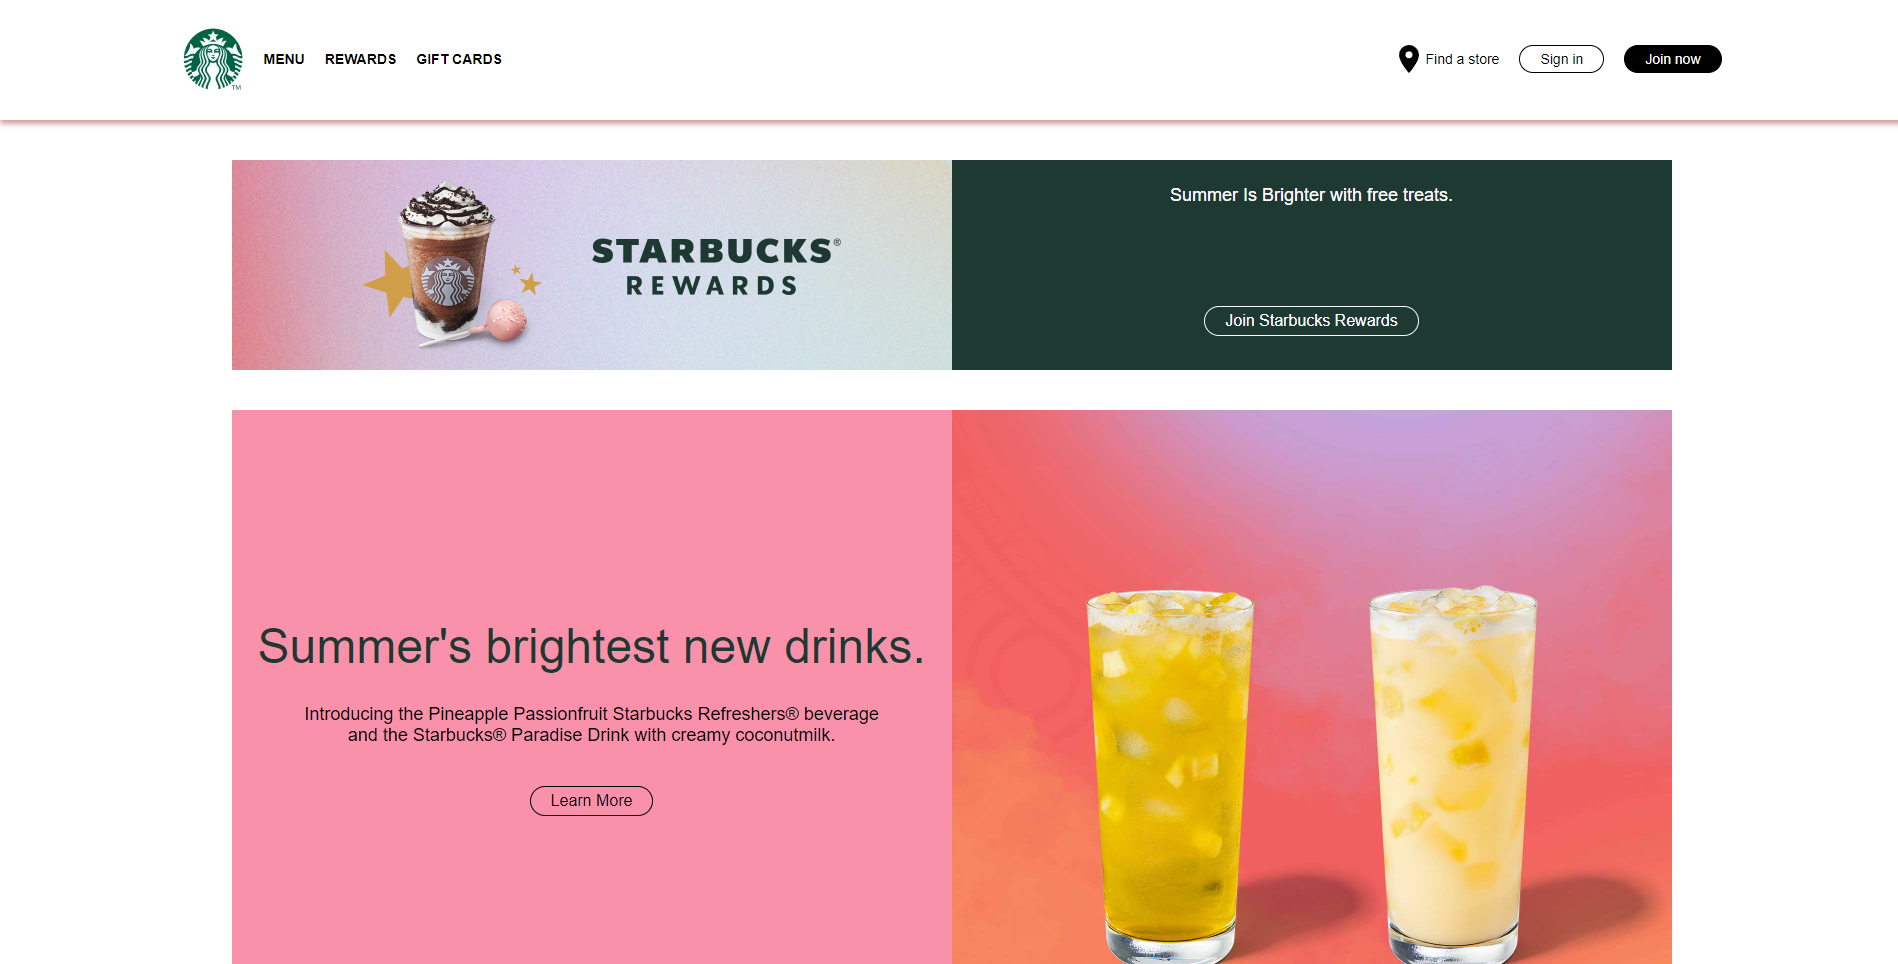 TM
MENU REWARDS GIFT CARDS
Find a store Sign in Join now
STARBUCKS®
REWARDS
Summer Is Brighter with free treats.
Join Starbucks Rewards
Summer's brightest new drinks.
Introducing the Pineapple Passionfruit Starbucks Refreshers® beverage
and the Starbucks® Paradise Drink with creamy coconutmilk.
Learn More